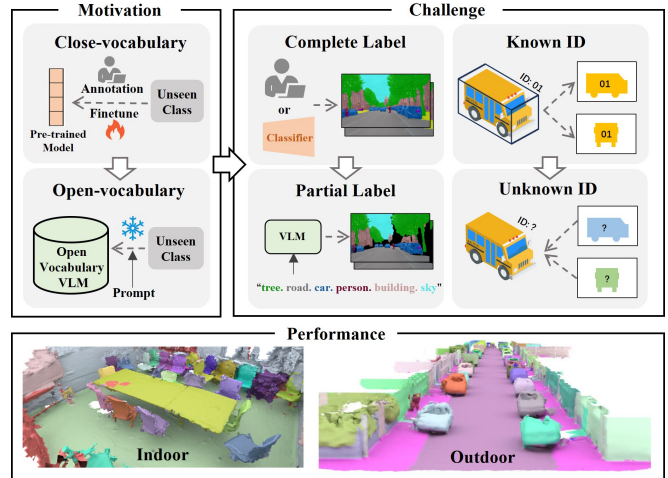 Motivation
Close-vocabulary
Annotation
Finetune
Unseen
Class
Pre-trained
Model
Open-vocabulary
Open
Vocabulary
VLM
Unseen
Class
Prompt
Challenge
Complete Label
or
Classifier
Known ID
ID: 01
01
01
Partial Label
VLM
“tree. road. car. person. building. sky”
Unknown ID
ID: ?
?
?
Performance
Indoor
Outdoor